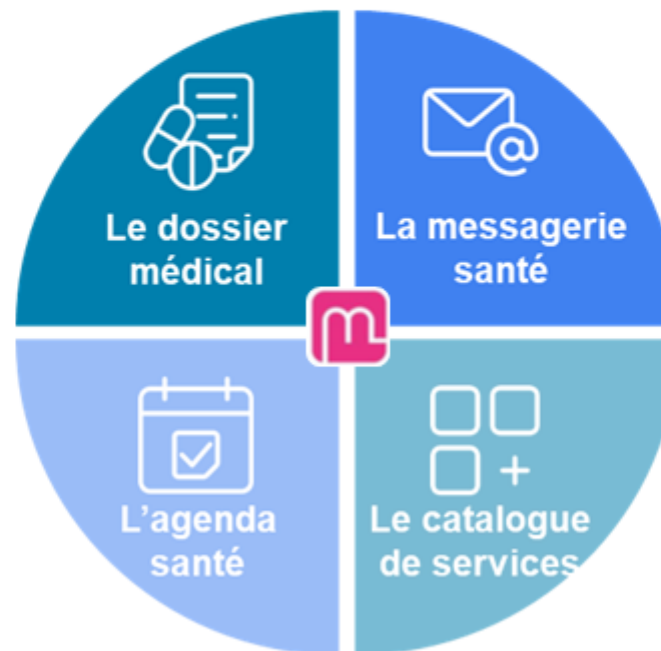 Le dossier
médical
La messagerie
santé
L'agenda
santé
Le catalogue
de services